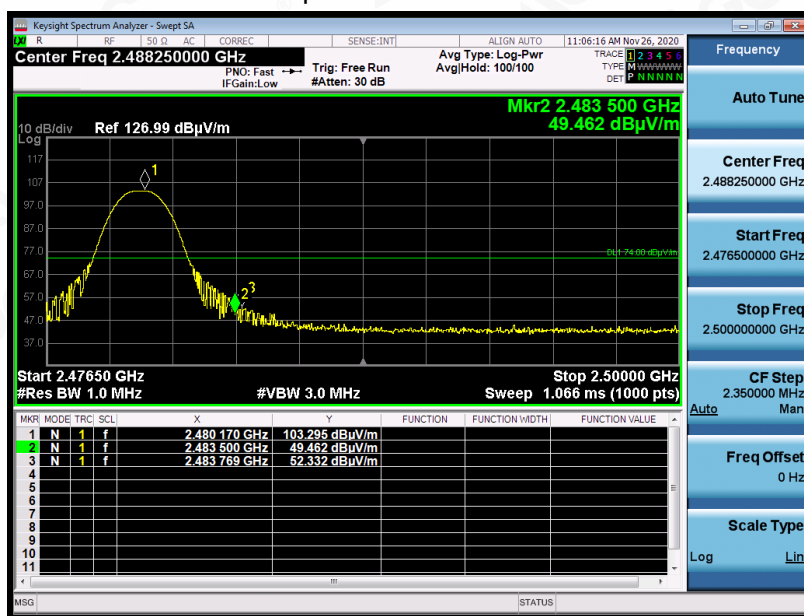 Keysight Spectrum Analyzer - Swept SA
LXI R RF 50 Ω AC CORREC SENSE:INT ALIGN AUTO 11:06:16 AM Nov 26, 2020
Center Freq 2.488250000 GHz
PNO: Fast
IFGain:Low
Trig: Free Run
#Atten: 30 dB
Avg Type: Log-Pwr
Avg|Hold: 100/100
TRACE 1 2 3 4 5 6
TYPE M WWWWW
DET P N N N N N
Mkr2 2.483 500 GHz
49.462 dBµV/m
10 dB/div Ref 126.99 dBµV/m
Log
117
107
97.0
87.0
77.0
67.0
57.0
47.0
37.0
1
2
3
DL1 74.00 dBµV/m
Start 2.47650 GHz Stop 2.50000 GHz
#Res BW 1.0 MHz #VBW 3.0 MHz Sweep 1.066 ms (1000 pts)
MKR MODE TRC SCL X Y FUNCTION FUNCTION WIDTH FUNCTION VALUE
1 N 1 f 2.480 170 GHz 103.295 dBµV/m
2 N 1 f 2.483 500 GHz 49.462 dBµV/m
3 N 1 f 2.483 769 GHz 52.332 dBµV/m
4
5
6
7
8
9
10
11
MSG STATUS
Frequency
Auto Tune
Center Freq
2.488250000 GHz
Start Freq
2.476500000 GHz
Stop Freq
2.500000000 GHz
CF Step
2.350000 MHz
Auto Man
Freq Offset
0 Hz
Scale Type
Log Lin